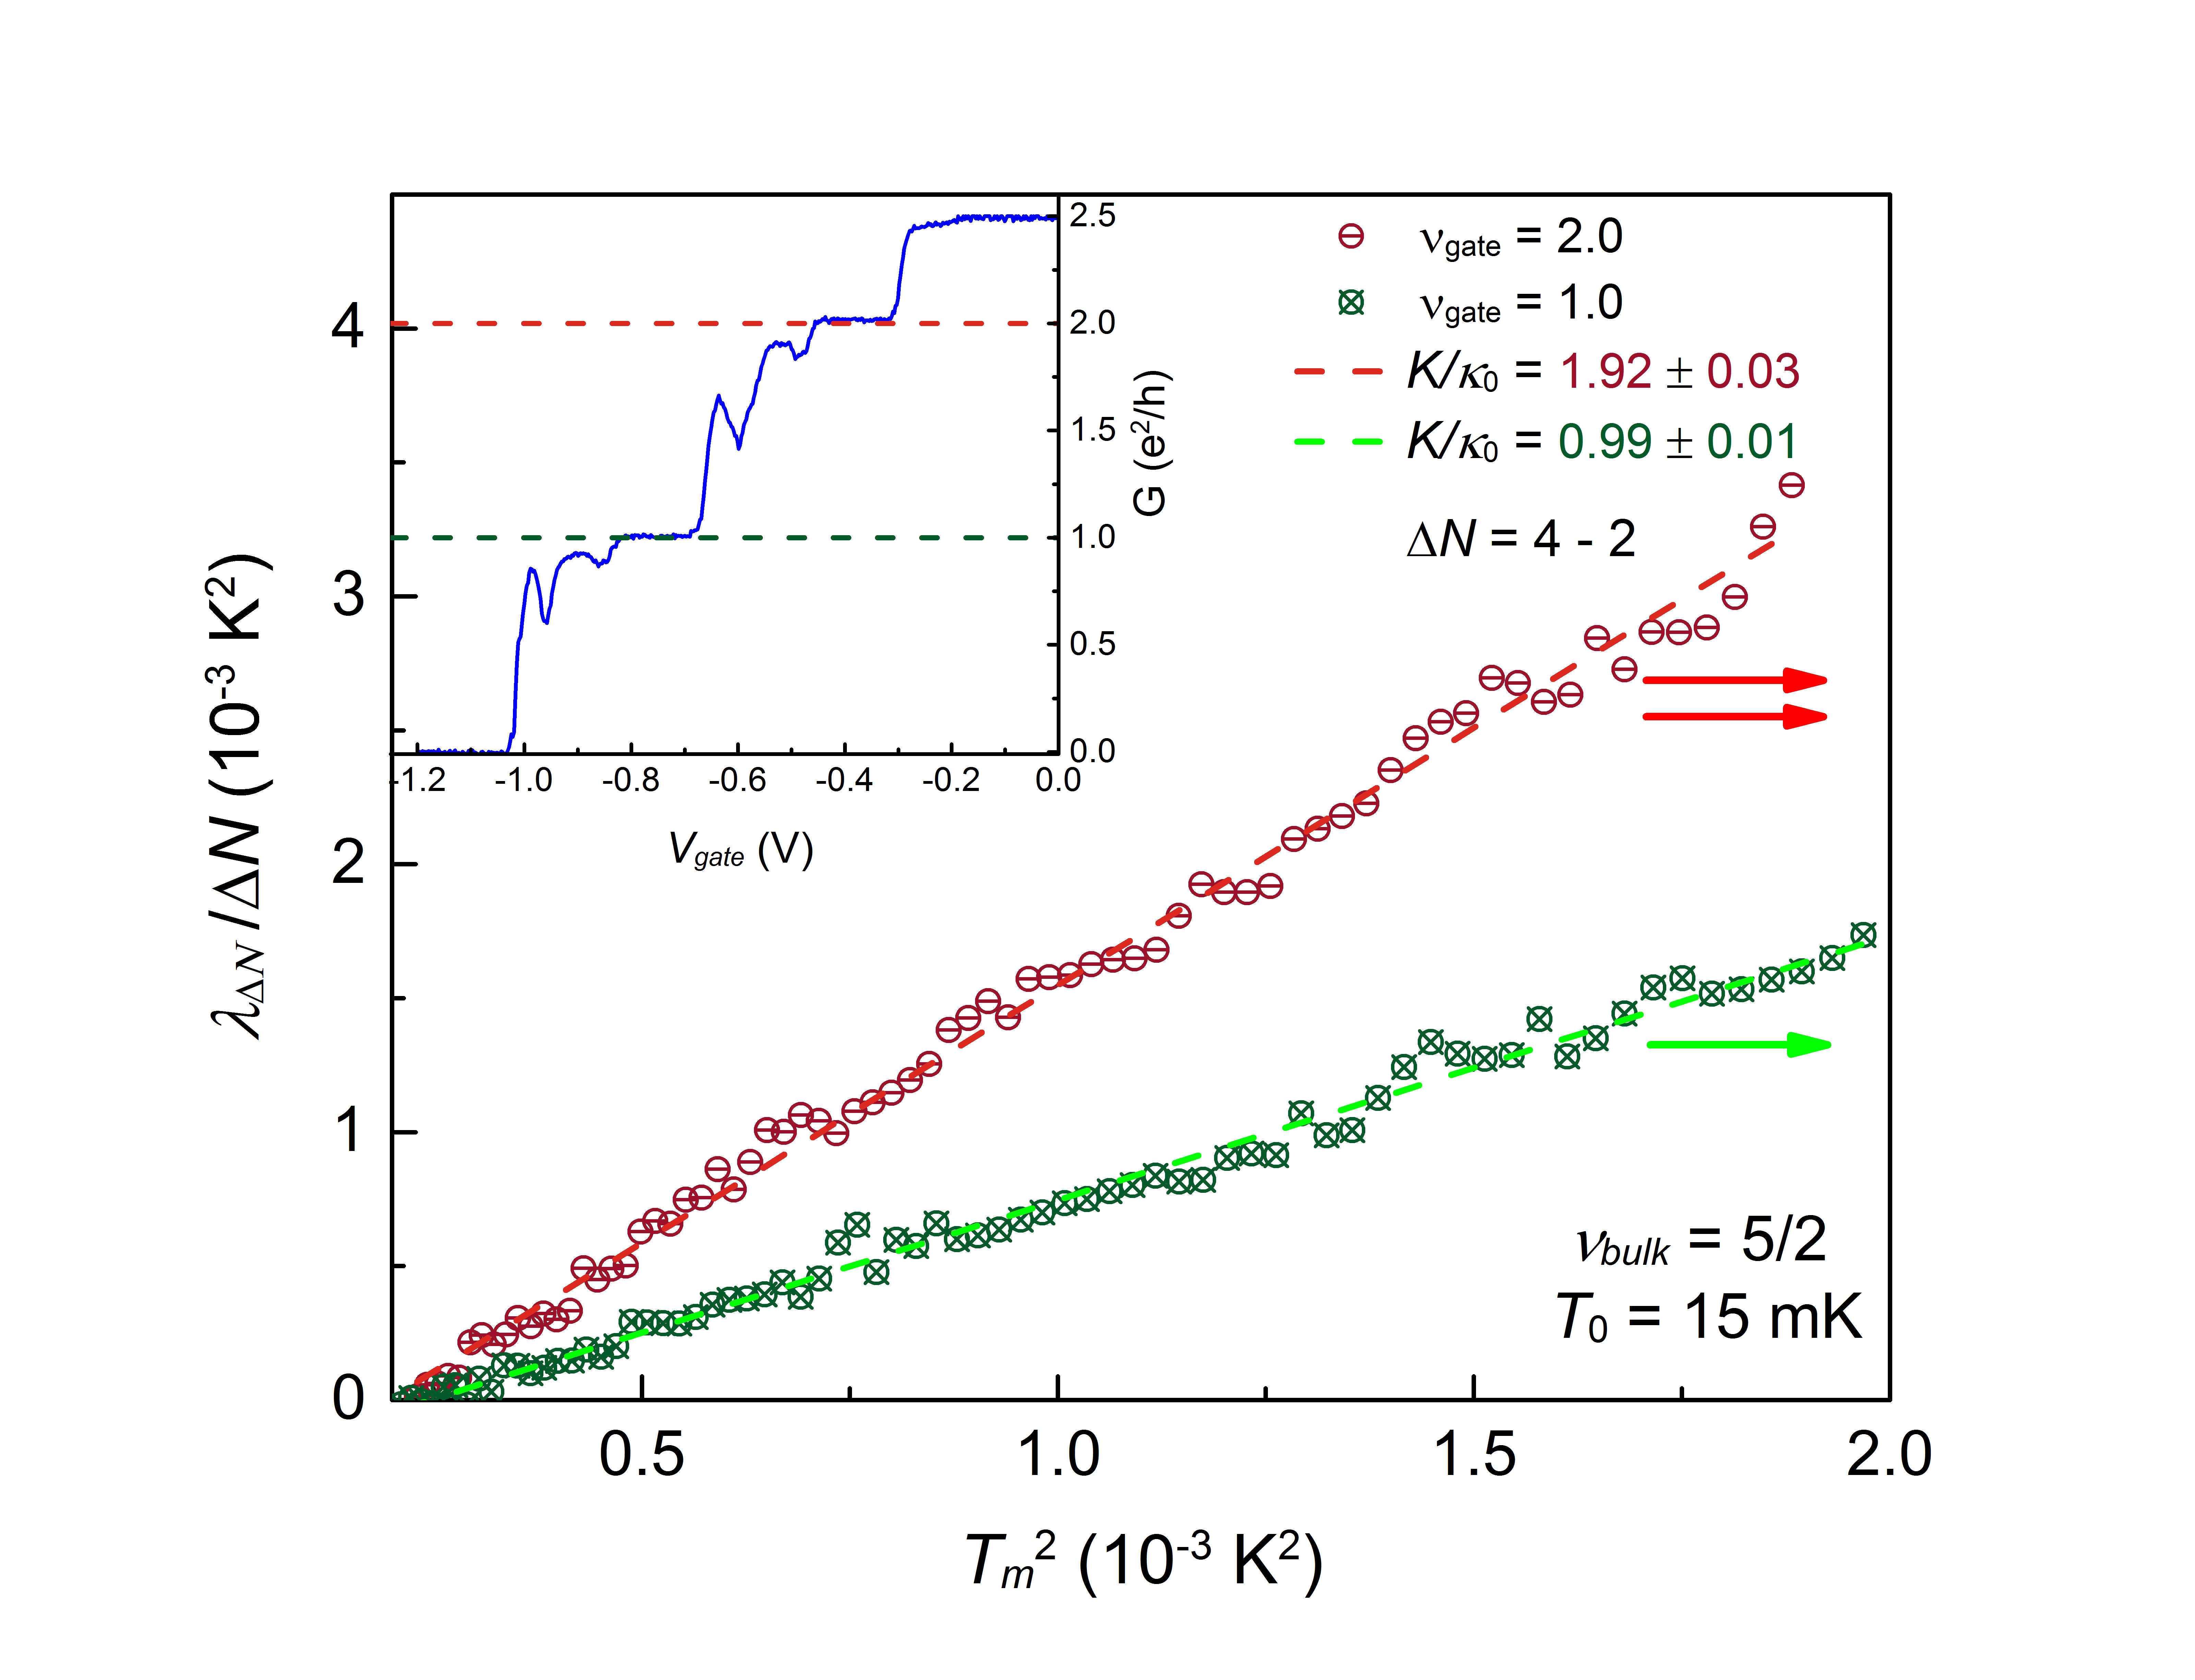 2.5
2.0
1.5
1.0
0.5
0.0
G (e²/h)
-1.2 -1.0 -0.8 -0.6 -0.4 -0.2 0.0
V_gate (V)
ν_gate = 2.0
ν_gate = 1.0
K/κ₀ = 1.92 ± 0.03
K/κ₀ = 0.99 ± 0.01
ΔN = 4 - 2
4
3
2
1
0
λ_ΔN /ΔN (10⁻³ K²)
ν_bulk = 5/2
T₀ = 15 mK
0.5 1.0 1.5 2.0
T_m² (10⁻³ K²)